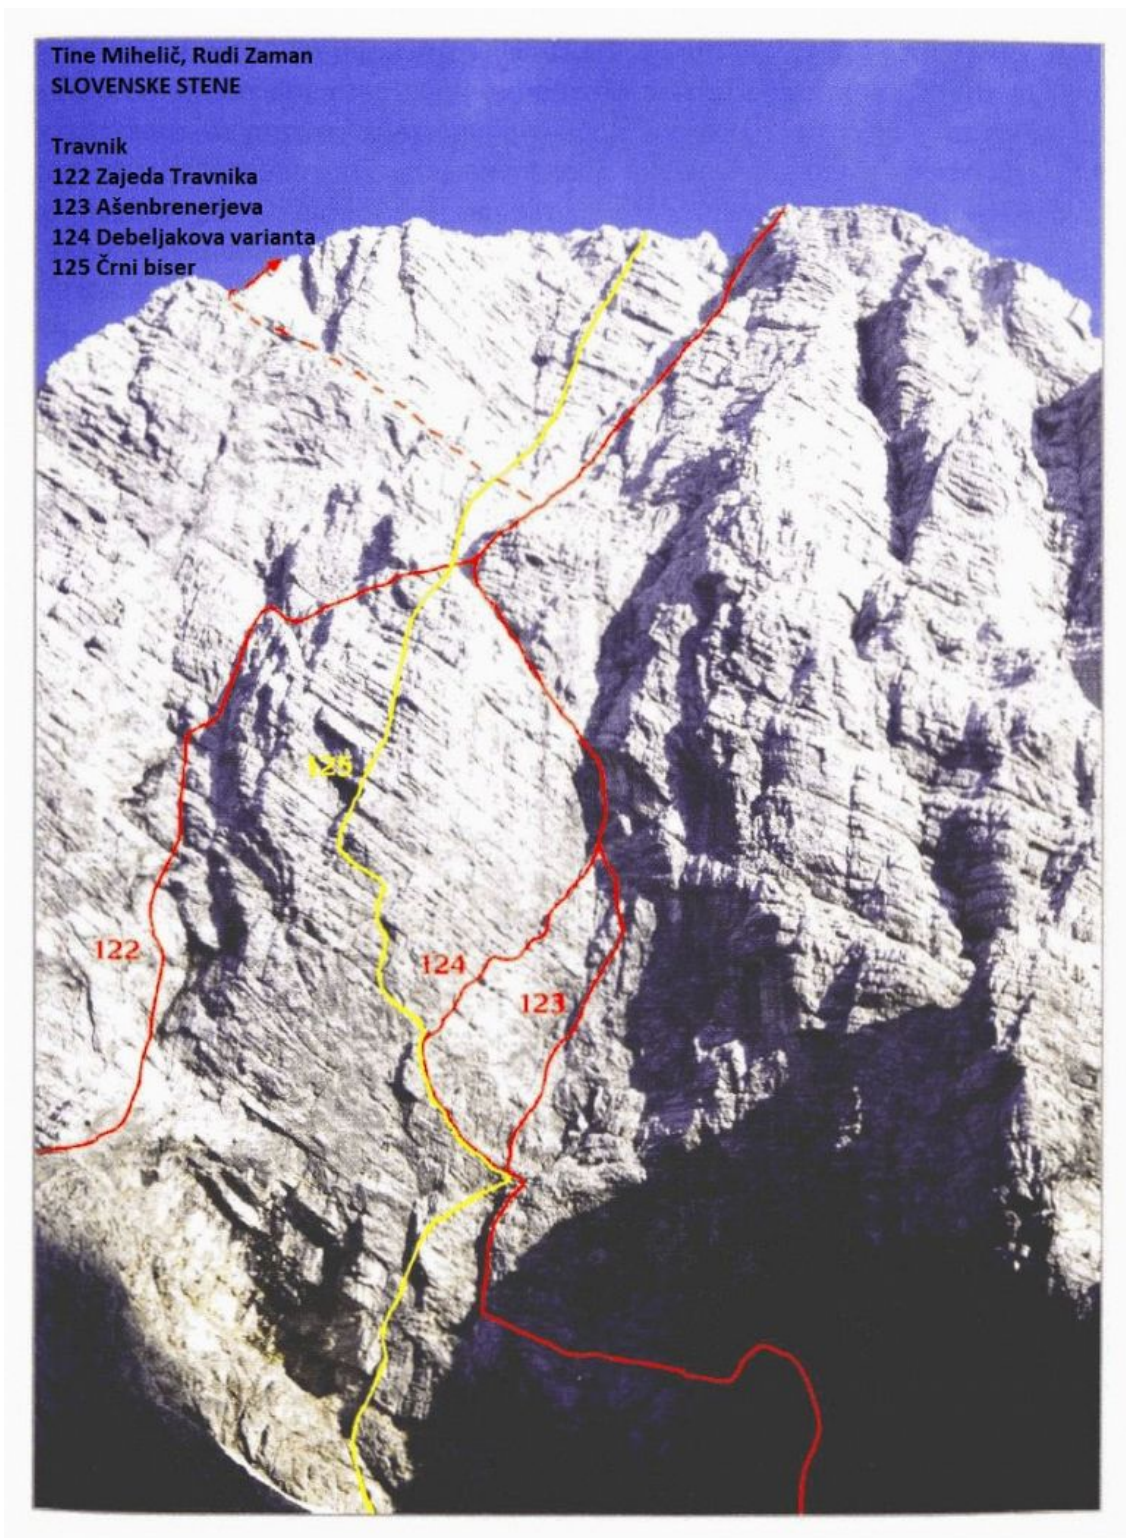 Tine Mihelič, Rudi Zaman
SLOVENSKE STENE
Travnik
122 Zajeda Travnika
123 Ašenbrenerjeva
124 Debeljakova varianta
125 Črni biser
125
122
124
123